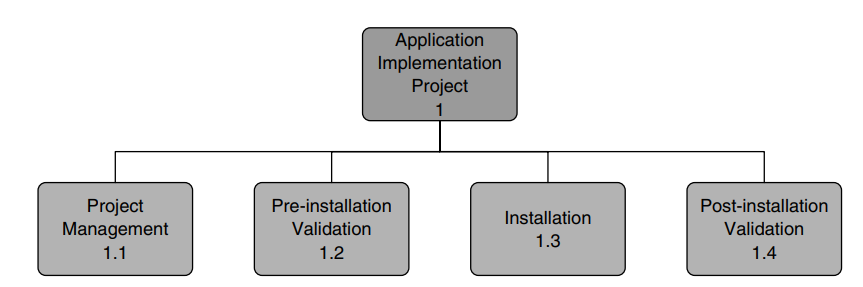 Application
Implementation
Project
1
Project
Management
1.1
Pre-installation
Validation
1.2
Installation
1.3
Post-installation
Validation
1.4